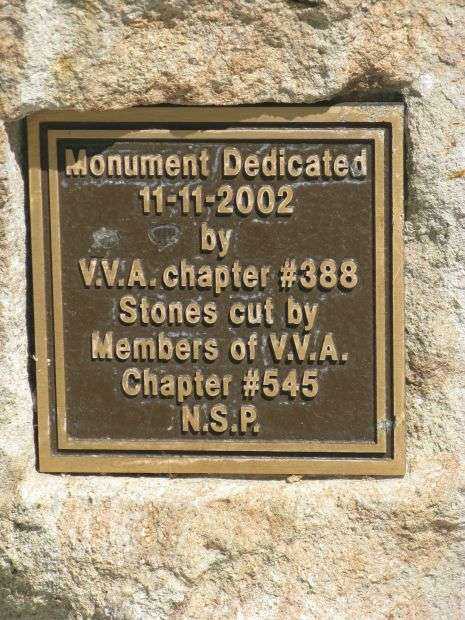 Monument Dedicated
11-11-2002
by
V.V.A. chapter #388
Stones cut by
Members of V.V.A.
Chapter #545
N.S.P.